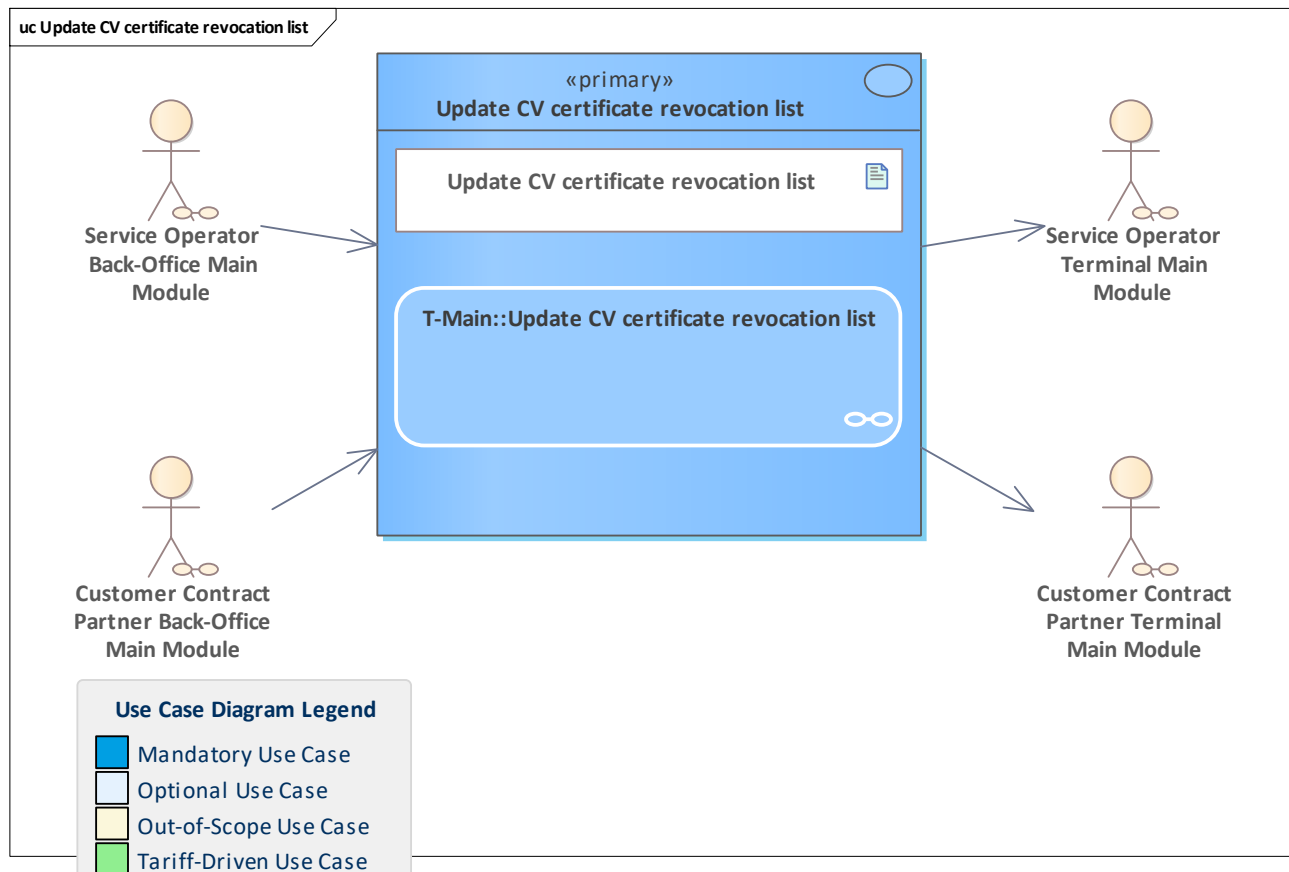 uc Update CV certificate revocation list
«primary»
Update CV certificate revocation list
Update CV certificate revocation list
T-Main::Update CV certificate revocation list
Service Operator
Back-Office Main
Module
Service Operator
Terminal Main
Module
Customer Contract
Partner Back-Office
Main Module
Customer Contract
Partner Terminal
Main Module
Use Case Diagram Legend
Mandatory Use Case
Optional Use Case
Out-of-Scope Use Case
Tariff-Driven Use Case